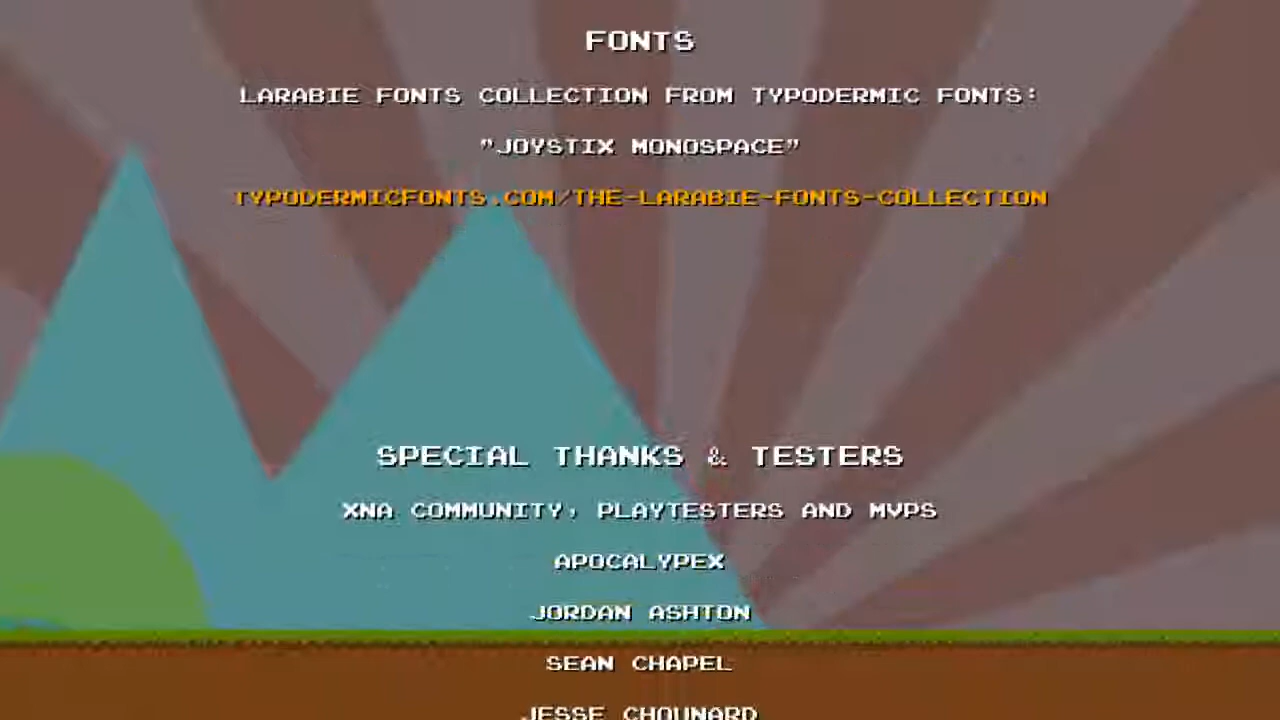 FONTS
LARABIE FONTS COLLECTION FROM TYPODERMIC FONTS:
"JOYSTIX MONOSPACE"
TYPODERMICFONTS.COM/THE-LARABIE-FONTS-COLLECTION
SPECIAL THANKS & TESTERS
XNA COMMUNITY, PLAYTESTERS AND MVPS
APOCALYPEX
JORDAN ASHTON
SEAN CHAPEL
JESSE CHOUNARD